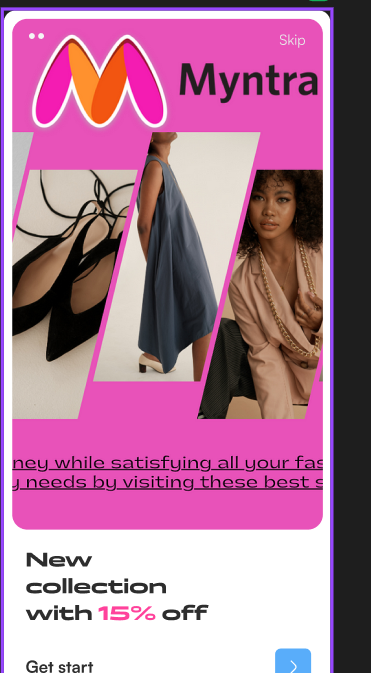 Skip
Myntra
ney while satisfying all your fas
needs by visiting these best s
New
collection
with 15% off
Get start